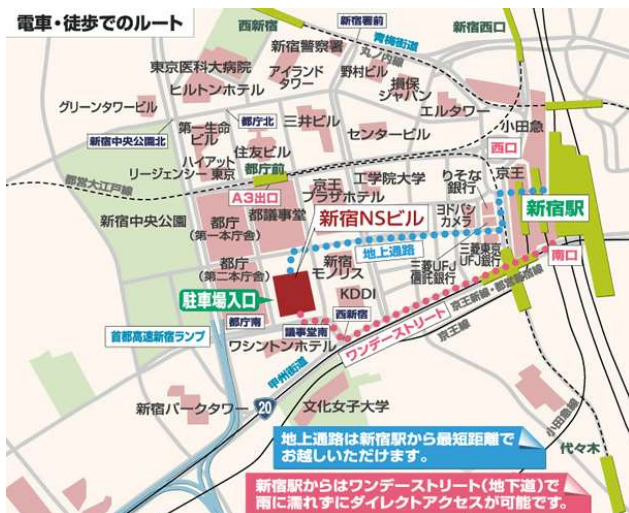 電車・徒歩でのルート
西新宿
新宿署前
青梅街道
新宿西口
新宿警察署
丸ノ内線
東京医科大病院
アイランド
タワー
野村ビル
損保
ジャパン
ヒルトンホテル
グリーンタワービル
エルタワー
小田急
新宿中央公園北
都庁北
三井ビル
第一生命
ビル
住友ビル
センタービル
西口
ハイアット
リージェンシー 東京
都庁前
都営大江戸線
A3出口
京王
プラザホテル
工学院大学
りそな
銀行
京王
新宿中央公園
都庁
(第一本庁舎)
都議事堂
新宿NSビル
ヨドバシ
カメラ
新宿駅
地上通路
都庁
(第二本庁舎)
新宿
モノリス
三菱UFJ
信託銀行
三菱東京
UFJ銀行
南口
駐車場入口
KDDI
京王新線・都営新宿線
都庁南
西新宿
議事堂南
ワンデーストリート
京王線
首都高速新宿ランプ
ワシントンホテル
甲州街道
新宿パークタワー
20
文化女子大学
小田急線
代々木
地上通路は新宿駅から最短距離で
お越しいただけます。
新宿駅からはワンデーストリート(地下道)で
雨に濡れずにダイレクトアクセスが可能です。